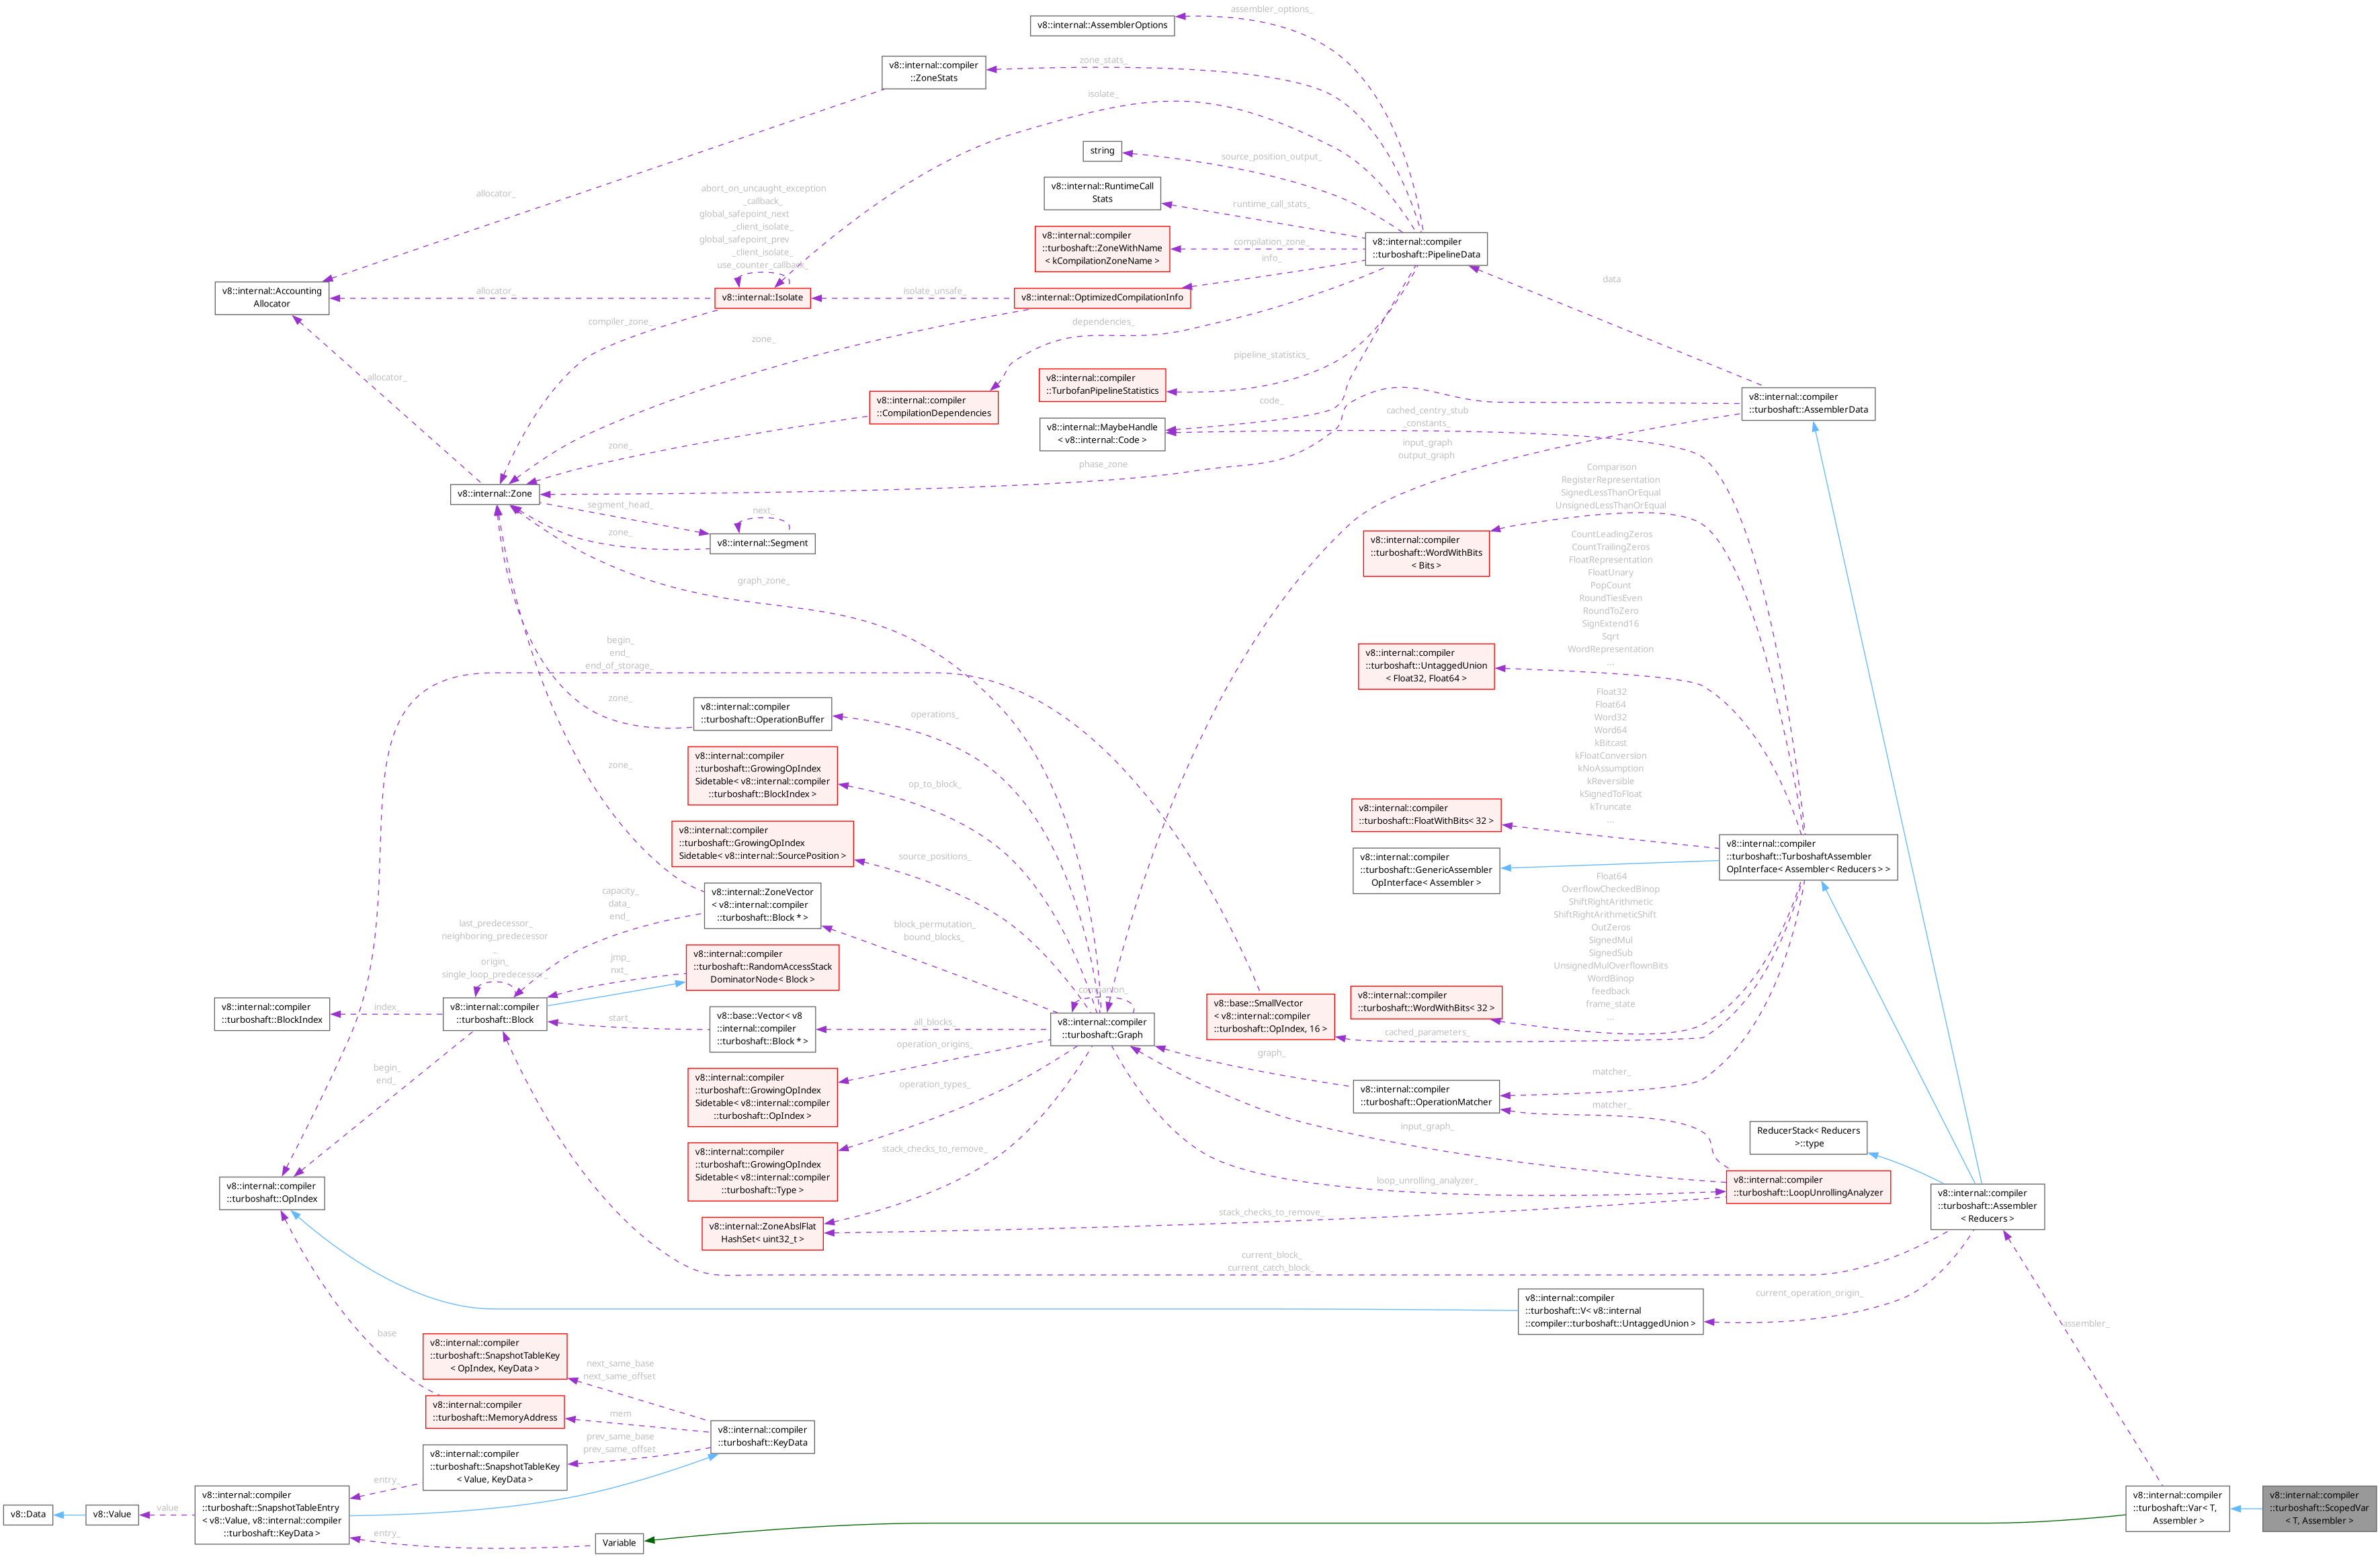 assembler_options_
v8::internal::AssemblerOptions
v8::internal::compiler
::ZoneStats
zone_stats_
isolate_
string
source_position_output_
v8::internal::RuntimeCall
Stats
runtime_call_stats_
allocator_
abort_on_uncaught_exception
_callback_
global_safepoint_next
_client_isolate_
global_safepoint_prev
_client_isolate_
use_counter_callback_
v8::internal::compiler
::turboshaft::ZoneWithName
< kCompilationZoneName >
compilation_zone_
info_
v8::internal::compiler
::turboshaft::PipelineData
data
v8::internal::Accounting
Allocator
allocator_
v8::internal::Isolate
isolate_unsafe_
v8::internal::OptimizedCompilationInfo
compiler_zone_
zone_
dependencies_
pipeline_statistics_
allocator_
v8::internal::compiler
::TurbofanPipelineStatistics
v8::internal::compiler
::CompilationDependencies
code_
v8::internal::compiler
::turboshaft::AssemblerData
cached_centry_stub
_constants_
v8::internal::MaybeHandle
< v8::internal::Code >
zone_
input_graph
output_graph
phase_zone
v8::internal::Zone
segment_head_
next_
zone_
v8::internal::Segment
Comparison
RegisterRepresentation
SignedLessThanOrEqual
UnsignedLessThanOrEqual
v8::internal::compiler
::turboshaft::WordWithBits
< Bits >
graph_zone_
CountLeadingZeros
CountTrailingZeros
FloatRepresentation
FloatUnary
PopCount
RoundTiesEven
RoundToZero
SignExtend16
Sqrt
WordRepresentation
...
begin_
end_
end_of_storage_
v8::internal::compiler
::turboshaft::UntaggedUnion
< Float32, Float64 >
zone_
v8::internal::compiler
::turboshaft::OperationBuffer
operations_
Float32
Float64
Word32
Word64
kBitcast
kFloatConversion
kNoAssumption
kReversible
kSignedToFloat
kTruncate
...
zone_
v8::internal::compiler
::turboshaft::GrowingOpIndex
Sidetable< v8::internal::compiler
::turboshaft::BlockIndex >
op_to_block_
v8::internal::compiler
::turboshaft::FloatWithBits< 32 >
v8::internal::compiler
::turboshaft::GrowingOpIndex
Sidetable< v8::internal::SourcePosition >
source_positions_
v8::internal::compiler
::turboshaft::GenericAssembler
OpInterface< Assembler >
v8::internal::compiler
::turboshaft::TurboshaftAssembler
OpInterface< Assembler< Reducers > >
capacity_
data_
end_
v8::internal::ZoneVector
< v8::internal::compiler
::turboshaft::Block * >
block_permutation_
bound_blocks_
Float64
OverflowCheckedBinop
ShiftRightArithmetic
ShiftRightArithmeticShift
OutZeros
SignedMul
SignedSub
UnsignedMulOverflownBits
WordBinop
feedback
frame_state
...
last_predecessor_
neighboring_predecessor
_
origin_
single_loop_predecessor_
jmp_
nxt_
v8::internal::compiler
::turboshaft::RandomAccessStack
DominatorNode< Block >
companion_
v8::internal::compiler
::turboshaft::BlockIndex
index_
v8::internal::compiler
::turboshaft::Block
start_
v8::base::Vector< v8
::internal::compiler
::turboshaft::Block * >
all_blocks_
v8::internal::compiler
::turboshaft::Graph
v8::base::SmallVector
< v8::internal::compiler
::turboshaft::OpIndex, 16 >
v8::internal::compiler
::turboshaft::WordWithBits< 32 >
cached_parameters_
begin_
end_
v8::internal::compiler
::turboshaft::GrowingOpIndex
Sidetable< v8::internal::compiler
::turboshaft::OpIndex >
operation_origins_
operation_types_
graph_
v8::internal::compiler
::turboshaft::OperationMatcher
matcher_
matcher_
input_graph_
ReducerStack< Reducers
>::type
v8::internal::compiler
::turboshaft::GrowingOpIndex
Sidetable< v8::internal::compiler
::turboshaft::Type >
stack_checks_to_remove_
v8::internal::compiler
::turboshaft::OpIndex
loop_unrolling_analyzer_
v8::internal::compiler
::turboshaft::LoopUnrollingAnalyzer
v8::internal::compiler
::turboshaft::Assembler
< Reducers >
v8::internal::ZoneAbslFlat
HashSet< uint32_t >
stack_checks_to_remove_
current_block_
current_catch_block_
current_operation_origin_
v8::internal::compiler
::turboshaft::V< v8::internal
::compiler::turboshaft::UntaggedUnion >
assembler_
base
v8::internal::compiler
::turboshaft::SnapshotTableKey
< OpIndex, KeyData >
next_same_base
next_same_offset
v8::internal::compiler
::turboshaft::MemoryAddress
mem
v8::internal::compiler
::turboshaft::KeyData
prev_same_base
prev_same_offset
v8::internal::compiler
::turboshaft::SnapshotTableKey
< Value, KeyData >
entry_
v8::Data
v8::Value
value
v8::internal::compiler
::turboshaft::SnapshotTableEntry
< v8::Value, v8::internal::compiler
::turboshaft::KeyData >
entry_
Variable
v8::internal::compiler
::turboshaft::Var< T,
Assembler >
v8::internal::compiler
::turboshaft::ScopedVar
< T, Assembler >